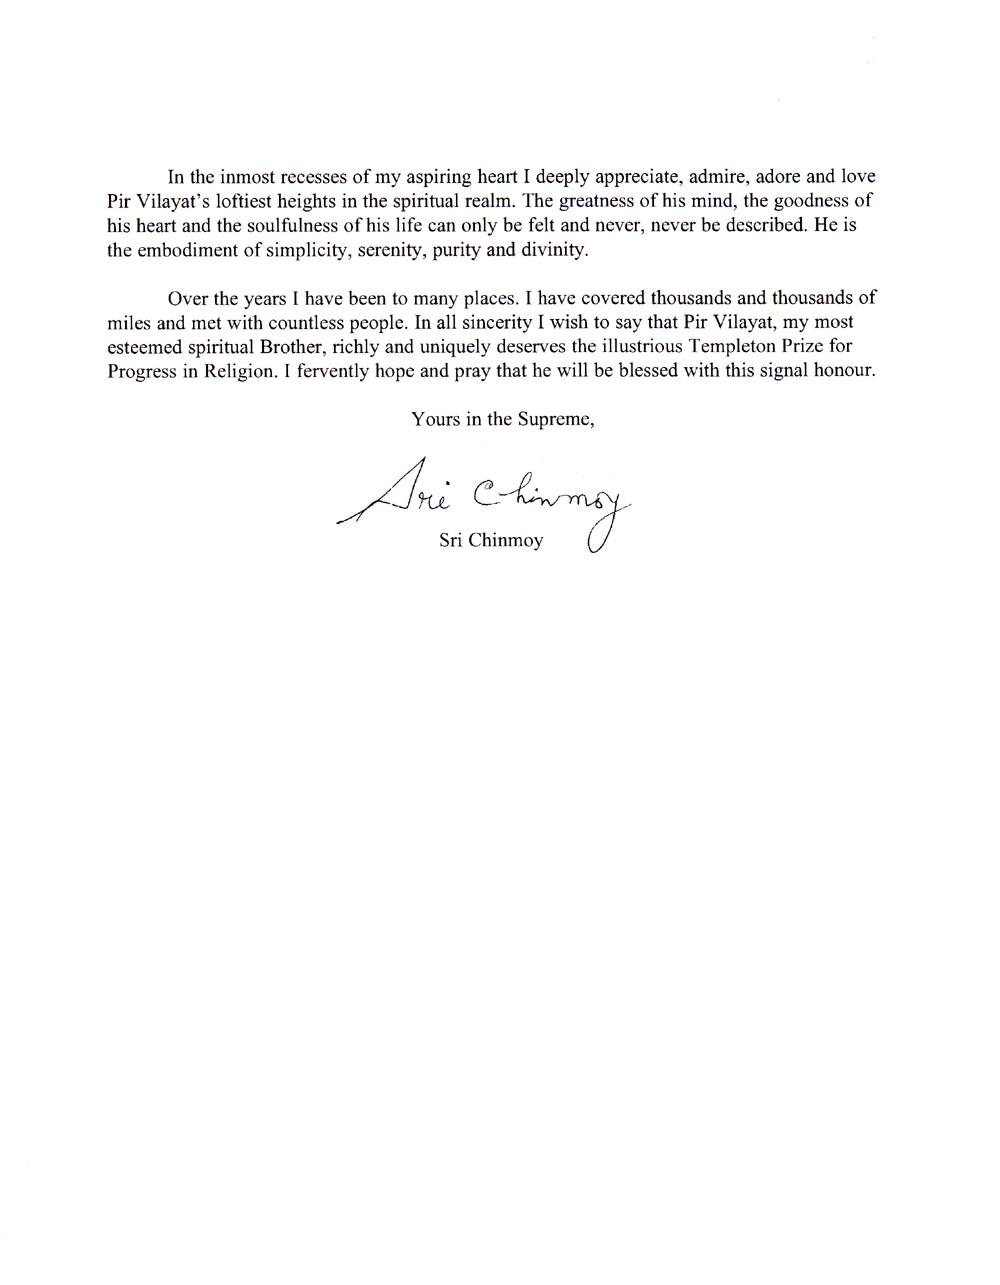 In the inmost recesses of my aspiring heart I deeply appreciate, admire, adore and love
Pir Vilayat's loftiest heights in the spiritual realm. The greatness of his mind, the goodness of
his heart and the soulfulness of his life can only be felt and never, never be described. He is
the embodiment of simplicity, serenity, purity and divinity.
Over the years I have been to many places. I have covered thousands and thousands of
miles and met with countless people. In all sincerity I wish to say that Pir Vilayat, my most
esteemed spiritual Brother, richly and uniquely deserves the illustrious Templeton Prize for
Progress in Religion. I fervently hope and pray that he will be blessed with this signal honour.
Yours in the Supreme,
Sri Chinmoy
Sri Chinmoy